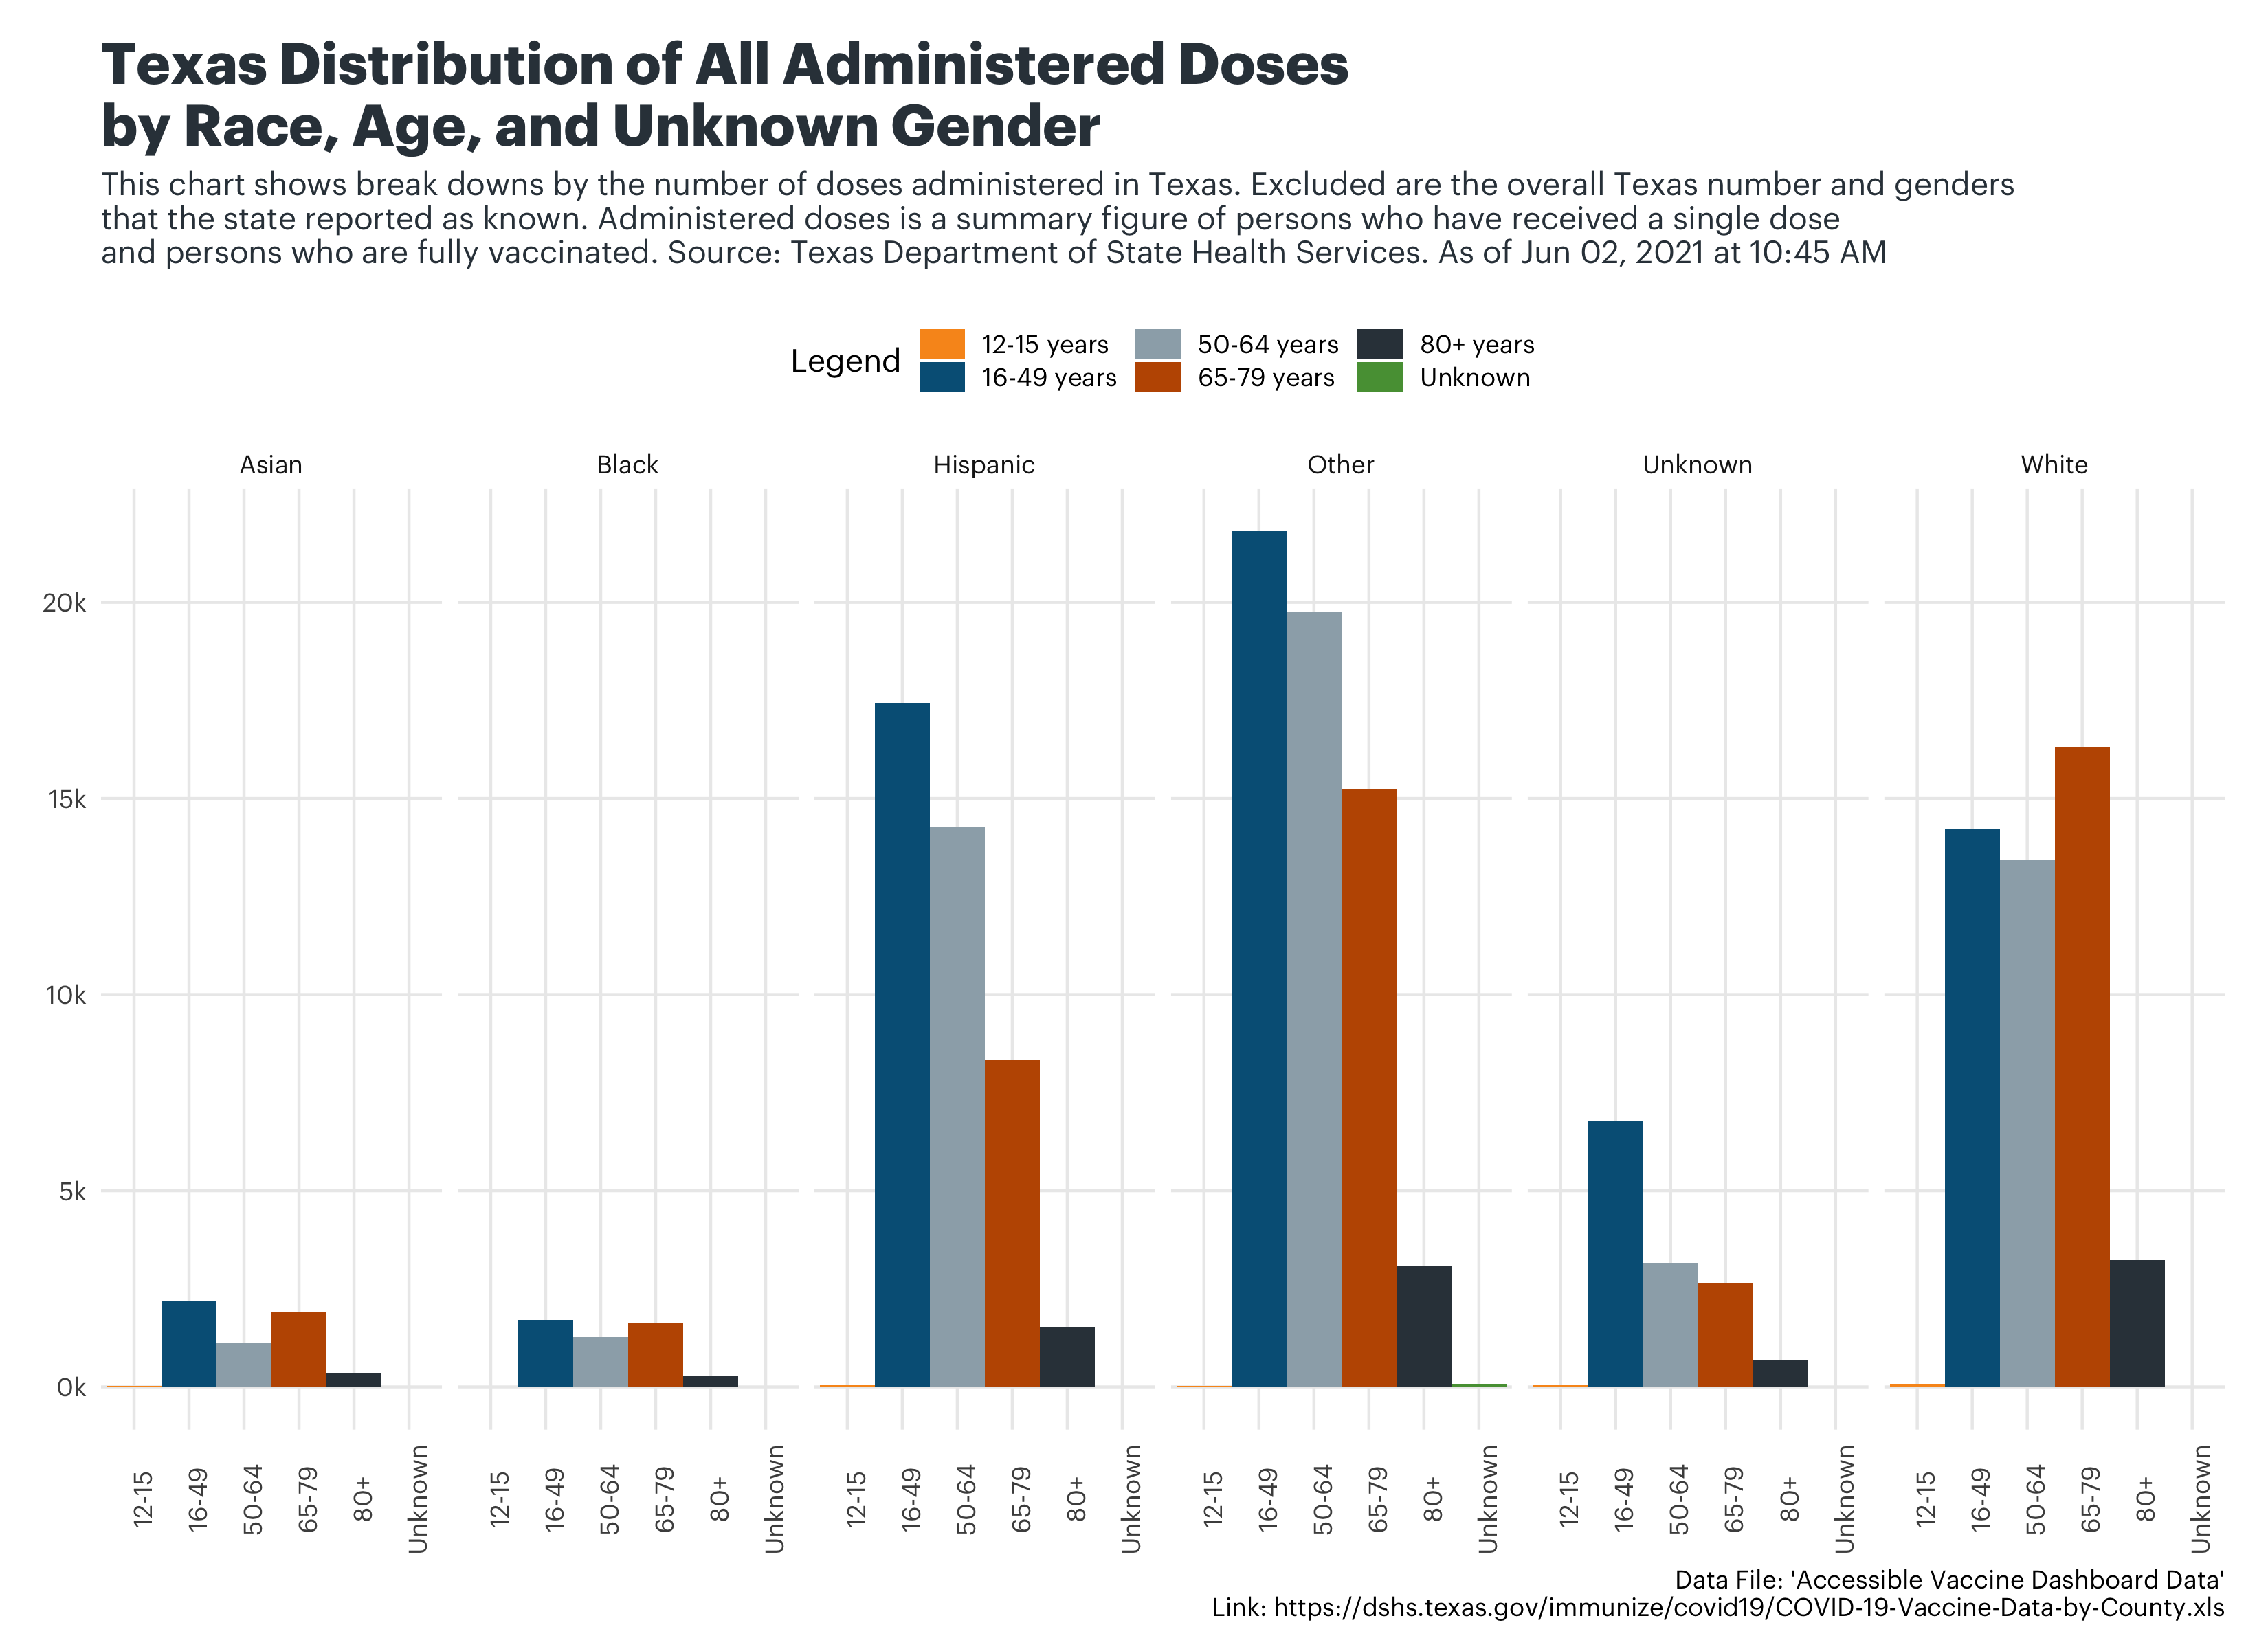 Texas Distribution of All Administered Doses
by Race, Age, and Unknown Gender
This chart shows break downs by the number of doses administered in Texas. Excluded are the overall Texas number and genders
that the state reported as known. Administered doses is a summary figure of persons who have received a single dose
and persons who are fully vaccinated. Source: Texas Department of State Health Services. As of Jun 02, 2021 at 10:45 AM
Legend
12-15 years 50-64 years 80+ years
16-49 years 65-79 years Unknown
Asian Black Hispanic Other Unknown White
20k
15k
10k
5k
0k
12-15 16-49 50-64 65-79 80+ Unknown 12-15 16-49 50-64 65-79 80+ Unknown 12-15 16-49 50-64 65-79 80+ Unknown 12-15 16-49 50-64 65-79 80+ Unknown 12-15 16-49 50-64 65-79 80+ Unknown 12-15 16-49 50-64 65-79 80+ Unknown
Data File: 'Accessible Vaccine Dashboard Data'
Link: https://dshs.texas.gov/immunize/covid19/COVID-19-Vaccine-Data-by-County.xls